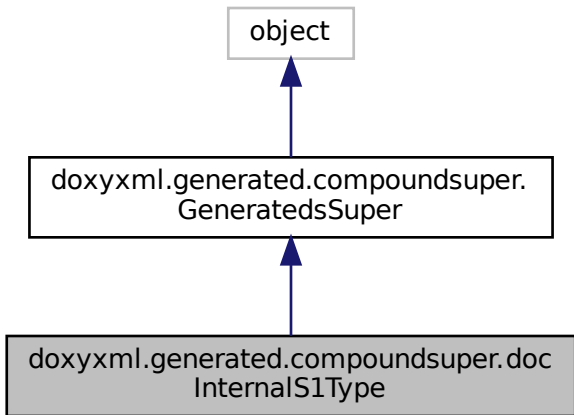 object
doxyxml.generated.compoundsuper.
GeneratedsSuper
doxyxml.generated.compoundsuper.doc
InternalS1Type